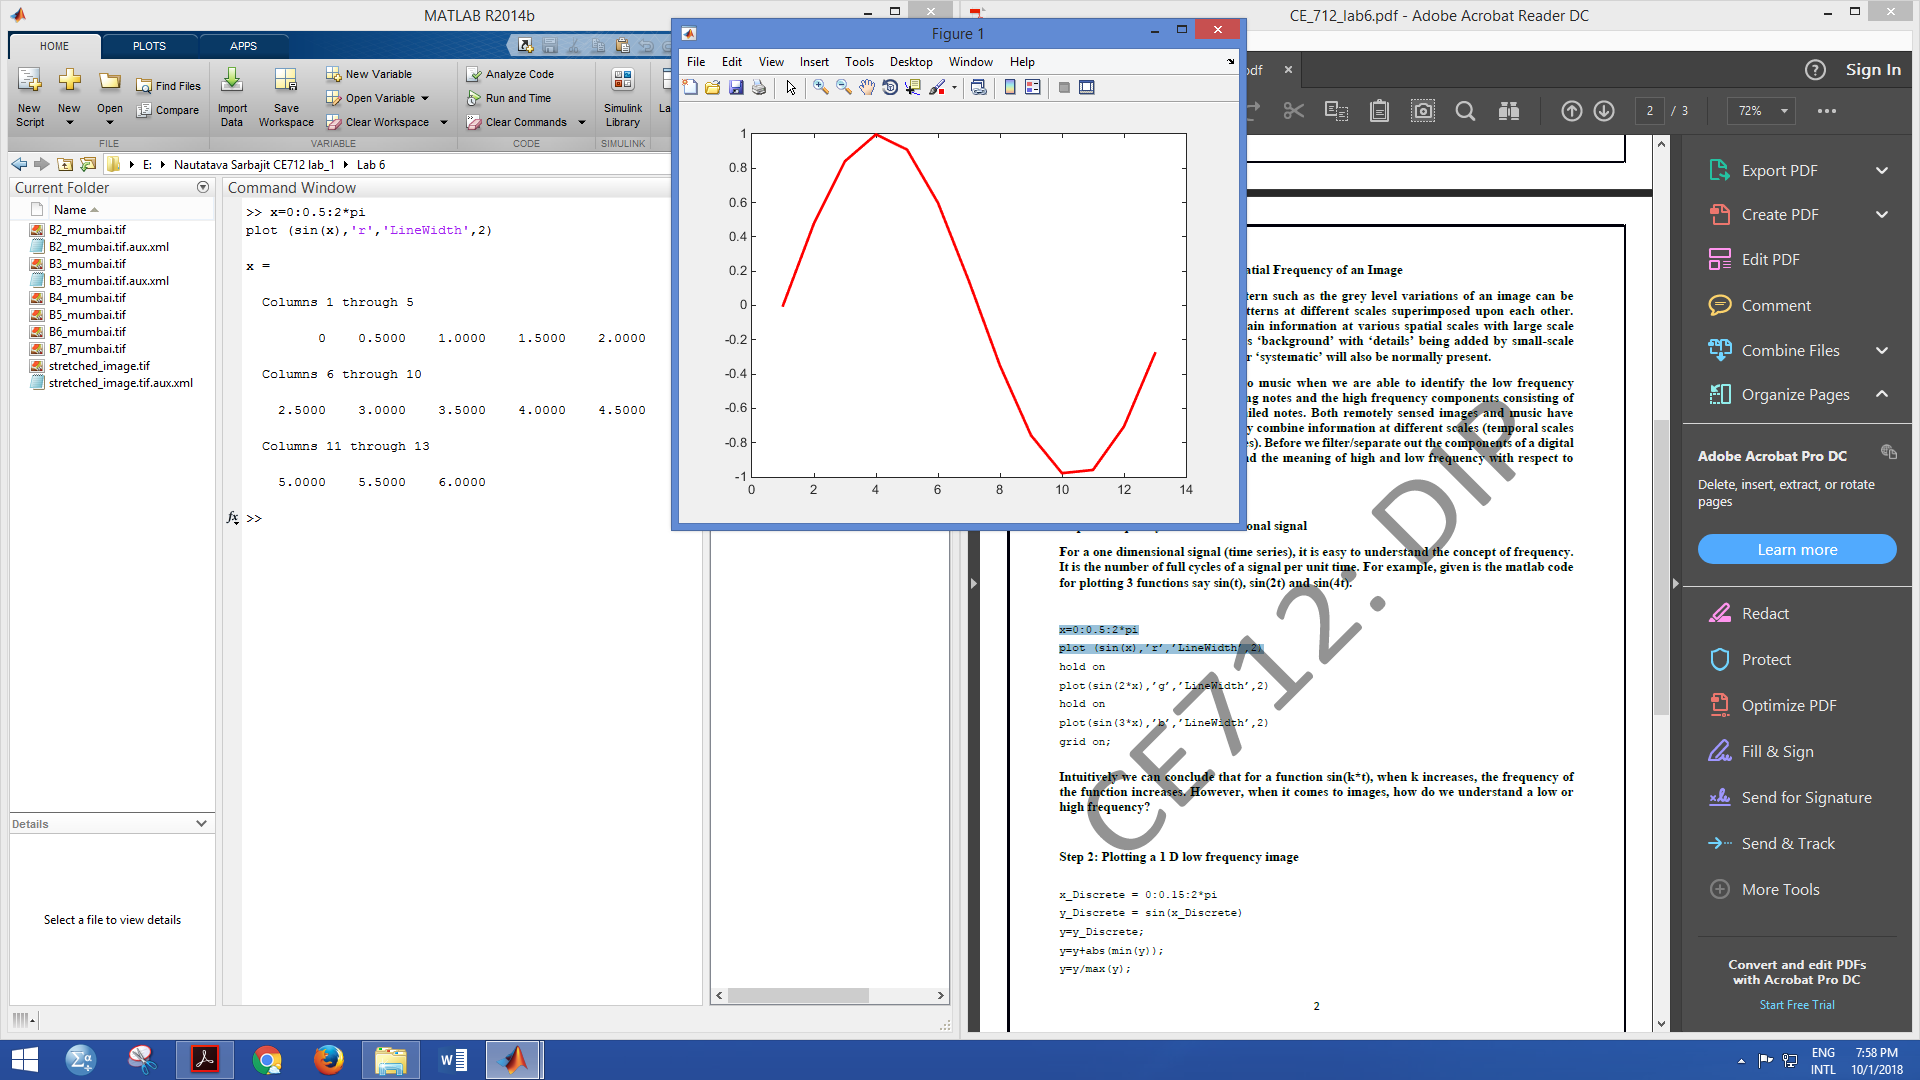 MATLAB R2014b
HOME PLOTS APPS
New Script
New
Open
Find Files
Compare
Import Data
Save Workspace
New Variable
Open Variable
Clear Workspace
Analyze Code
Run and Time
Clear Commands
Simulink Library
FILE VARIABLE CODE SIMULINK
E: Nautatava Sarbajit CE712 lab_1 Lab 6
Current Folder
Name
B2_mumbai.tif
B2_mumbai.tif.aux.xml
B3_mumbai.tif
B3_mumbai.tif.aux.xml
B4_mumbai.tif
B5_mumbai.tif
B6_mumbai.tif
B7_mumbai.tif
stretched_image.tif
stretched_image.tif.aux.xml
Details
Select a file to view details
Command Window
>> x=0:0.5:2*pi
plot (sin(x),'r','LineWidth',2)
x =
Columns 1 through 5
0 0.5000 1.0000 1.5000 2.0000
Columns 6 through 10
2.5000 3.0000 3.5000 4.0000 4.5000
Columns 11 through 13
5.0000 5.5000 6.0000
fx >>
Figure 1
File Edit View Insert Tools Desktop Window Help
1
0.8
0.6
0.4
0.2
0
-0.2
-0.4
-0.6
-0.8
-1
0 2 4 6 8 10 12 14
CE_712_lab6.pdf - Adobe Acrobat Reader DC
Sign In
2 / 3
72%
atial Frequency of an Image
tern such as the grey level variations of an image can be
tterns at different scales superimposed upon each other.
ain information at various spatial scales with large scale
s ‘background’ with ‘details’ being added by small-scale
r ‘systematic’ will also be normally present.
o music when we are able to identify the low frequency
ng notes and the high frequency components consisting of
iled notes. Both remotely sensed images and music have
y combine information at different scales (temporal scales
es). Before we filter/separate out the components of a digital
nd the meaning of high and low frequency with respect to
onal signal
For a one dimensional signal (time series), it is easy to understand the concept of frequency.
It is the number of full cycles of a signal per unit time. For example, given is the matlab code
for plotting 3 functions say sin(t), sin(2t) and sin(4t).
x=0:0.5:2*pi
plot (sin(x),’r’,’LineWidth’,2)
hold on
plot(sin(2*x),’g’,’LineWidth’,2)
hold on
plot(sin(3*x),’b’,’LineWidth’,2)
grid on;
Intuitively we can conclude that for a function sin(k*t), when k increases, the frequency of
the function increases. However, when it comes to images, how do we understand a low or
high frequency?
Step 2: Plotting a 1 D low frequency image
x_Discrete = 0:0.15:2*pi
y_Discrete = sin(x_Discrete)
y=y_Discrete;
y=y+abs(min(y));
y=y/max(y);
2
CE712: DIP
Export PDF
Create PDF
Edit PDF
Comment
Combine Files
Organize Pages
Adobe Acrobat Pro DC
Delete, insert, extract, or rotate
pages
Learn more
Redact
Protect
Optimize PDF
Fill & Sign
Send for Signature
Send & Track
More Tools
Convert and edit PDFs
with Acrobat Pro DC
Start Free Trial
ENG
INTL
7:58 PM
10/1/2018